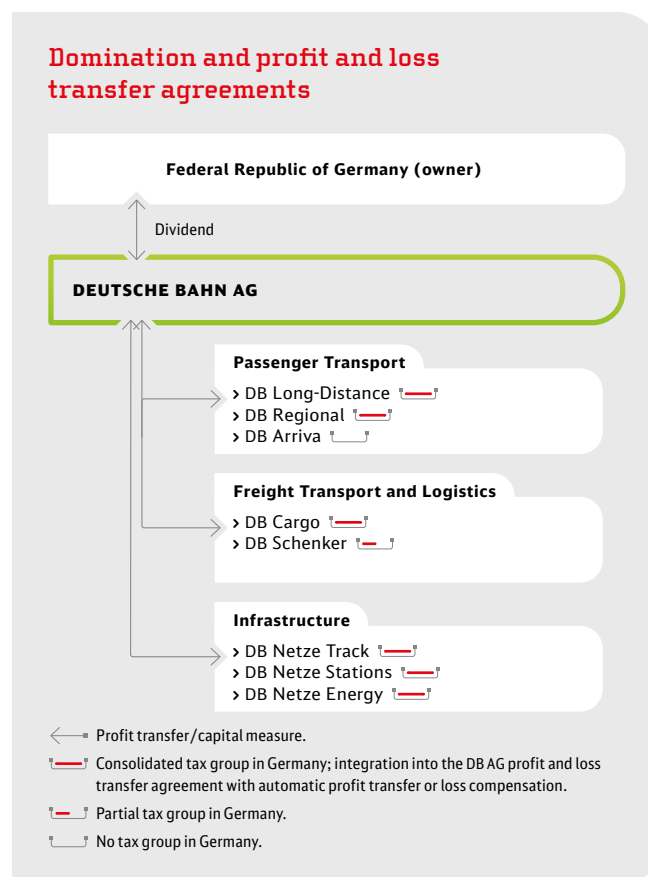 Domination and profit and loss
transfer agreements
Federal Republic of Germany (owner)
Dividend
DEUTSCHE BAHN AG
Passenger Transport
› DB Long-Distance
› DB Regional
› DB Arriva
Freight Transport and Logistics
› DB Cargo
› DB Schenker
Infrastructure
› DB Netze Track
› DB Netze Stations
› DB Netze Energy
Profit transfer/capital measure.
Consolidated tax group in Germany; integration into the DB AG profit and loss
transfer agreement with automatic profit transfer or loss compensation.
Partial tax group in Germany.
No tax group in Germany.